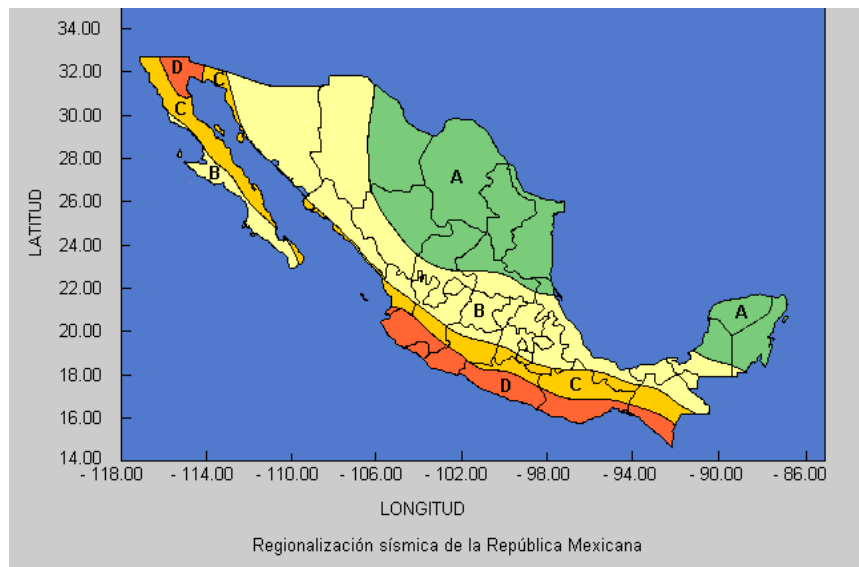 34.00
32.00
30.00
28.00
26.00
24.00
22.00
20.00
18.00
16.00
14.00
LATITUD
D
C
C
B
A
A
B
C
D
- 118.00 - 114.00 - 110.00 - 106.00 - 102.00 - 98.00 - 94.00 - 90.00 - 86.00
LONGITUD
Regionalización sísmica de la República Mexicana